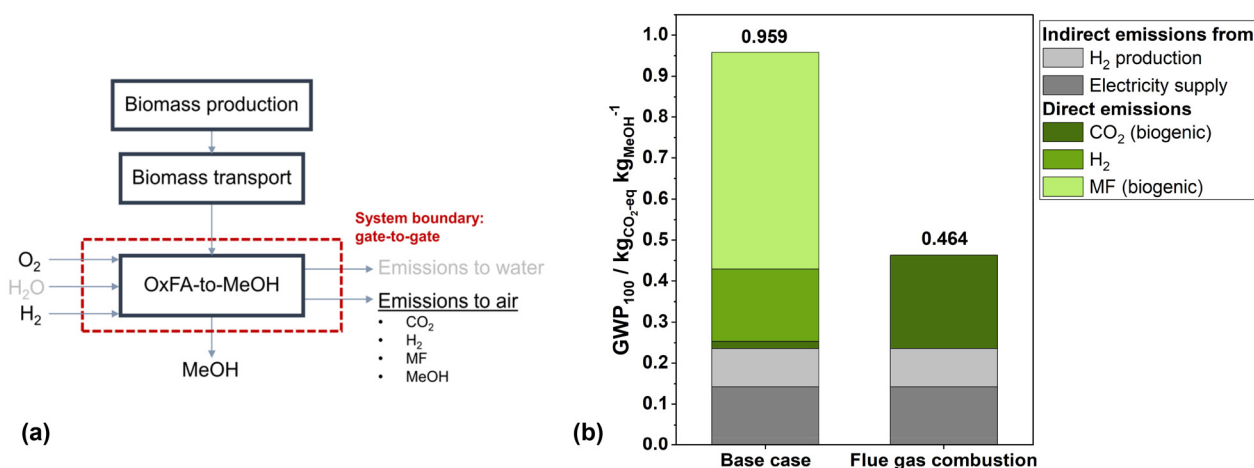 Biomass production
Biomass transport
System boundary:
gate-to-gate
O₂
H₂O
H₂
OxFA-to-MeOH
Emissions to water
Emissions to air
• CO₂
• H₂
• MF
• MeOH
MeOH
(a)
GWP₁₀₀ / kg_CO₂-eq kg_MeOH⁻¹
1.0
0.9
0.8
0.7
0.6
0.5
0.4
0.3
0.2
0.1
0.0
0.959
0.464
Base case
Flue gas combustion
Indirect emissions from
H₂ production
Electricity supply
Direct emissions
CO₂ (biogenic)
H₂
MF (biogenic)
(b)